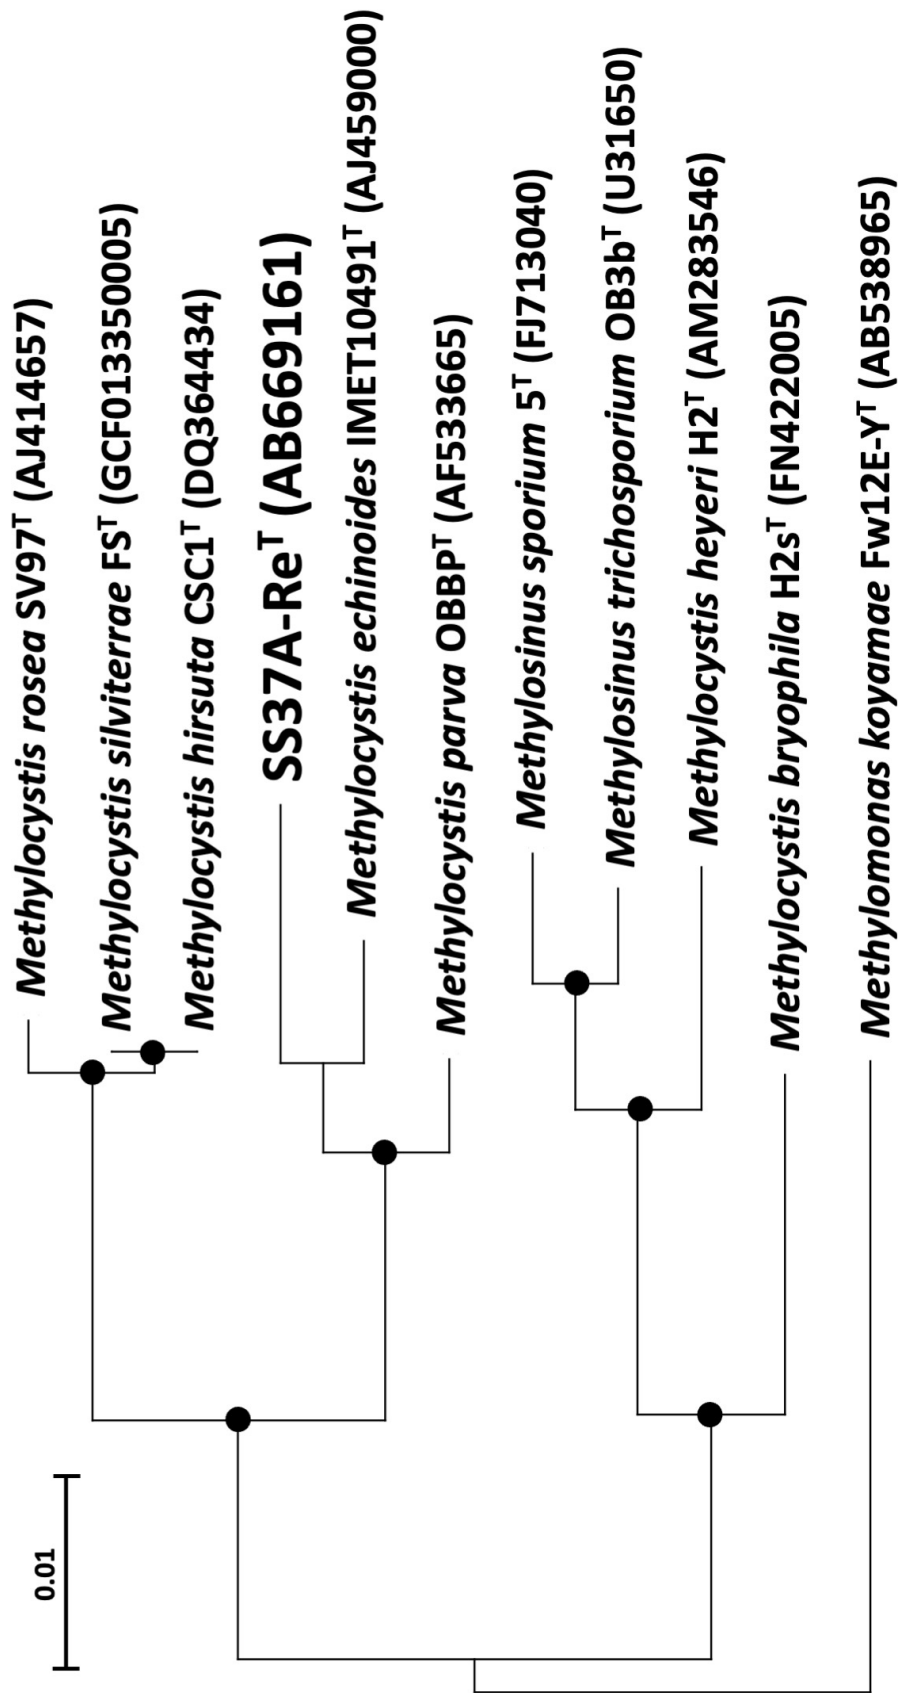 Methylocystis rosea SV97ᵀ (AJ414657)
Methylocystis silviterrae FSᵀ (GCF013350005)
Methylocystis hirsuta CSC1ᵀ (DQ364434)
SS37A-Reᵀ (AB669161)
Methylocystis echinoides IMET10491ᵀ (AJ459000)
Methylocystis parva OBBPᵀ (AF533665)
Methylosinus sporium 5ᵀ (FJ713040)
Methylosinus trichosporium OB3bᵀ (U31650)
Methylocystis heyeri H2ᵀ (AM283546)
Methylocystis bryophila H2sᵀ (FN422005)
Methylomonas koyamae Fw12E-Yᵀ (AB538965)
0.01